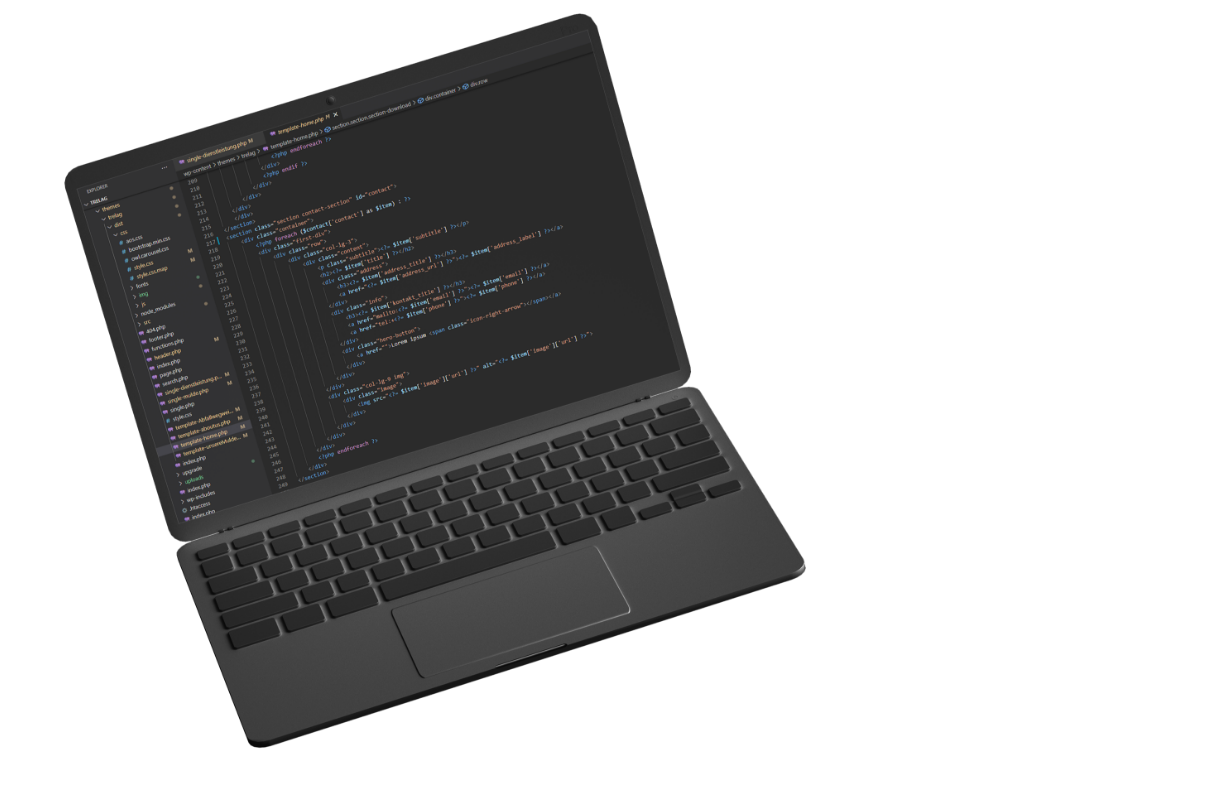 EXPLORER
TRELAG
themes
trelag
dist
css
aos.css
bootstrap.min.css
owl.carousel.css
style.css M
style.css.map M
fonts
img
js
node_modules
src
404.php
footer.php
functions.php
header.php M
index.php
page.php
search.php
single-dienstleistung.p... M
single-mulde.php M
single.php
style.css
template-aboutus.php M
template-home.php M
index.php
upgrade
uploads
index.php
wp-includes
.htaccess
index.php
single-dienstleistung.php M
template-home.php M ×
wp-content > themes > trelag > template-home.php > section.section.section-download > div.container > div.row
209 <?php endforeach ?>
210 </div>
211 <?php endif ?>
212 </div>
213 </div>
214 </div>
215 </div>
216 </section>
217 <section class="section contact-section" id="contact">
218 <div class="container">
219 <?php foreach ($contact['contact'] as $item) : ?>
220 <div class="first-div">
221 <div class="row">
222 <div class="col-lg-3">
223 <div class="content">
224 <p class="subtitle"><?= $item['subtitle'] ?></p>
225 <h2><?= $item['title'] ?></h2>
226 <div class="address">
227 <h3><?= $item['address_title'] ?></h3>
228 <a href="<?= $item['address_url'] ?>"><?= $item['address_label'] ?></a>
229 </div>
230 <div class="info">
231 <h3><?= $item['kontakt_title'] ?></h3>
232 <a href="mailto:<?= $item['email'] ?>"><?= $item['email'] ?></a>
233 <a href="tel:<?= $item['phone'] ?>"><?= $item['phone'] ?></a>
234 </div>
235 <div class="hero-button">
236 <a href="">Lorem ipsum <span class="icon-right-arrow"></span></a>
237 </div>
238 </div>
239 </div>
240 <div class="col-lg-9 img">
241 <div class="image">
242 <img src="<?= $item['image']['url'] ?>" alt="<?= $item['image']['url'] ?>">
243 </div>
244 </div>
245 </div>
246 </div>
247 <?php endforeach ?>
248 </div>
249 </section>